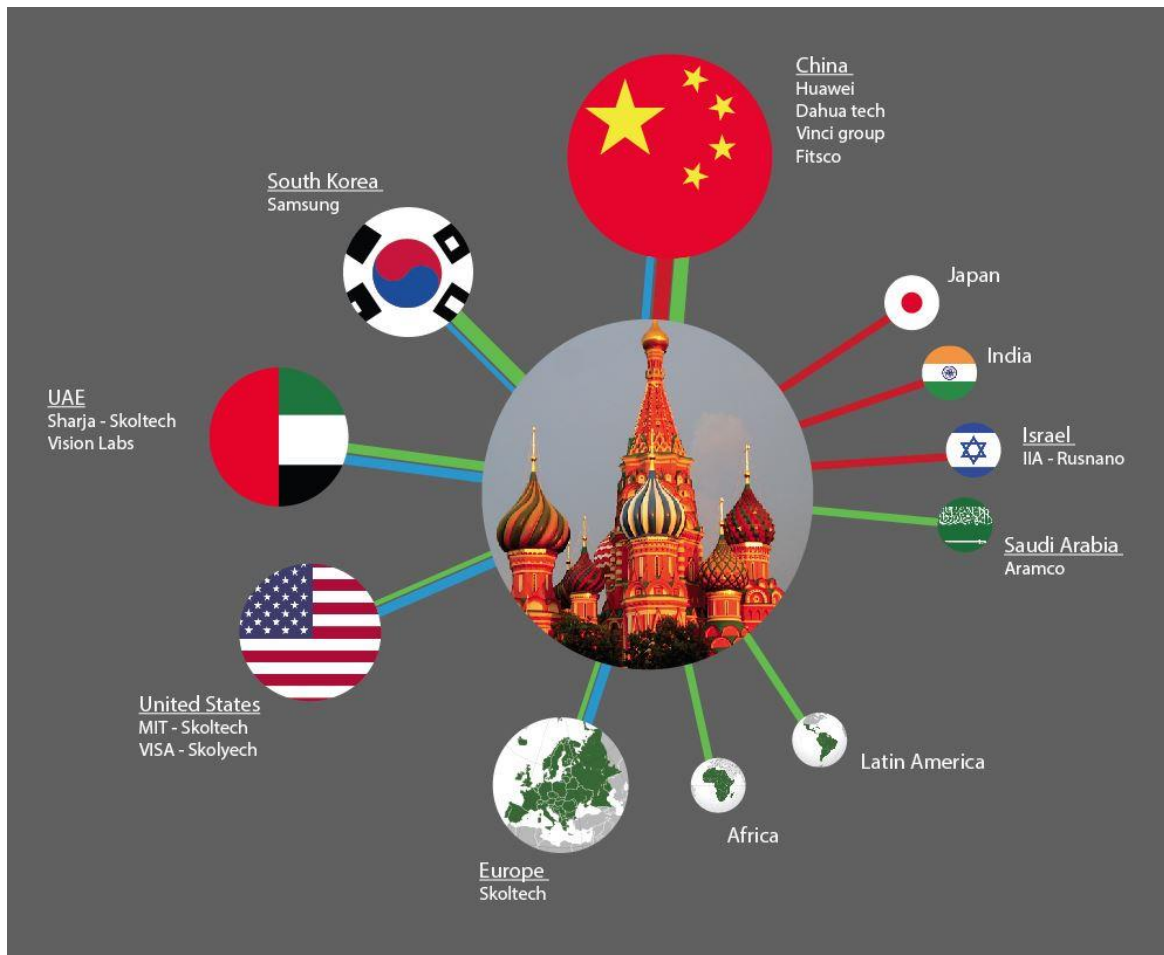 China
Huawei
Dahua tech
Vinci group
Fitsco
South Korea
Samsung
Japan
India
UAE
Sharja - Skoltech
Vision Labs
Israel
IIA - Rusnano
Saudi Arabia
Aramco
United States
MIT - Skoltech
VISA - Skolyech
Latin America
Africa
Europe
Skoltech